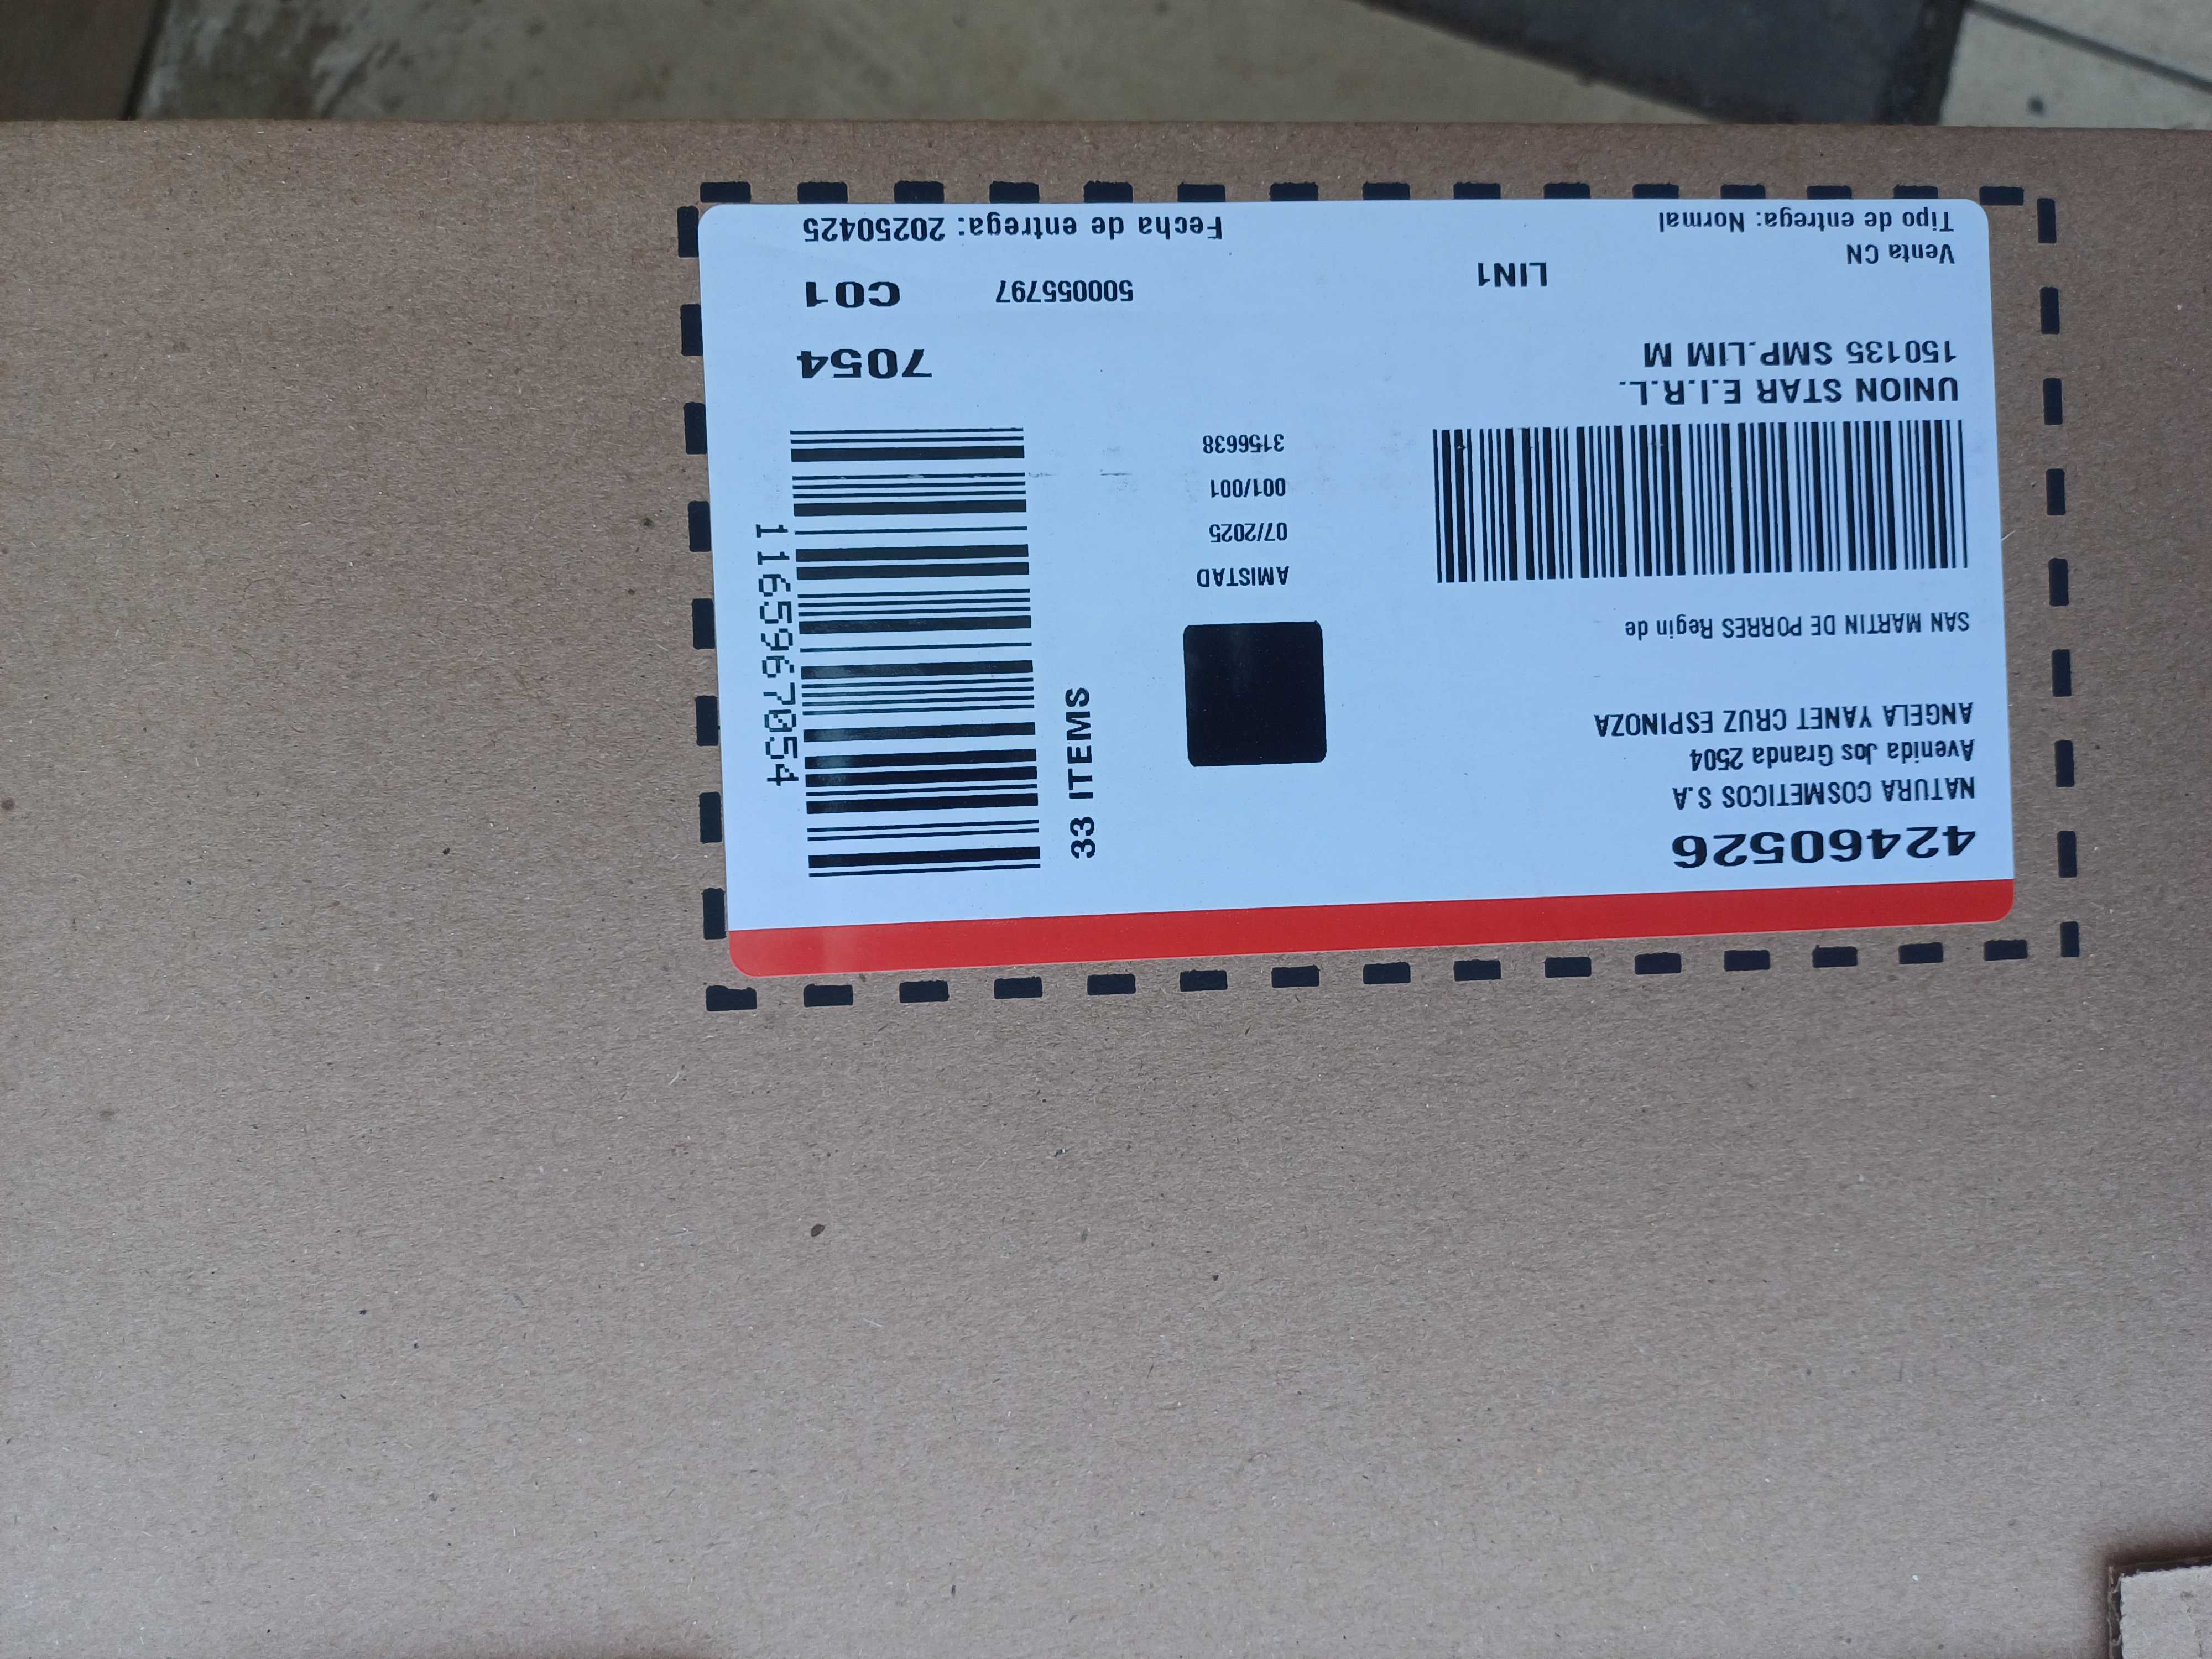 42460526
NATURA COSMETICOS S.A
Avenida Jos Granda 2504
ANGELA YANET CRUZ ESPINOZA
SAN MARTIN DE PORRES Regin de
UNION STAR E.I.R.L.
150135 SMP.LIM M
LIN1
Venta CN
Tipo de entrega: Normal
AMISTAD
07/2025
001/001
3156638
33 ITEMS
1165967054
7054
500055797
C01
Fecha de entrega: 20250425